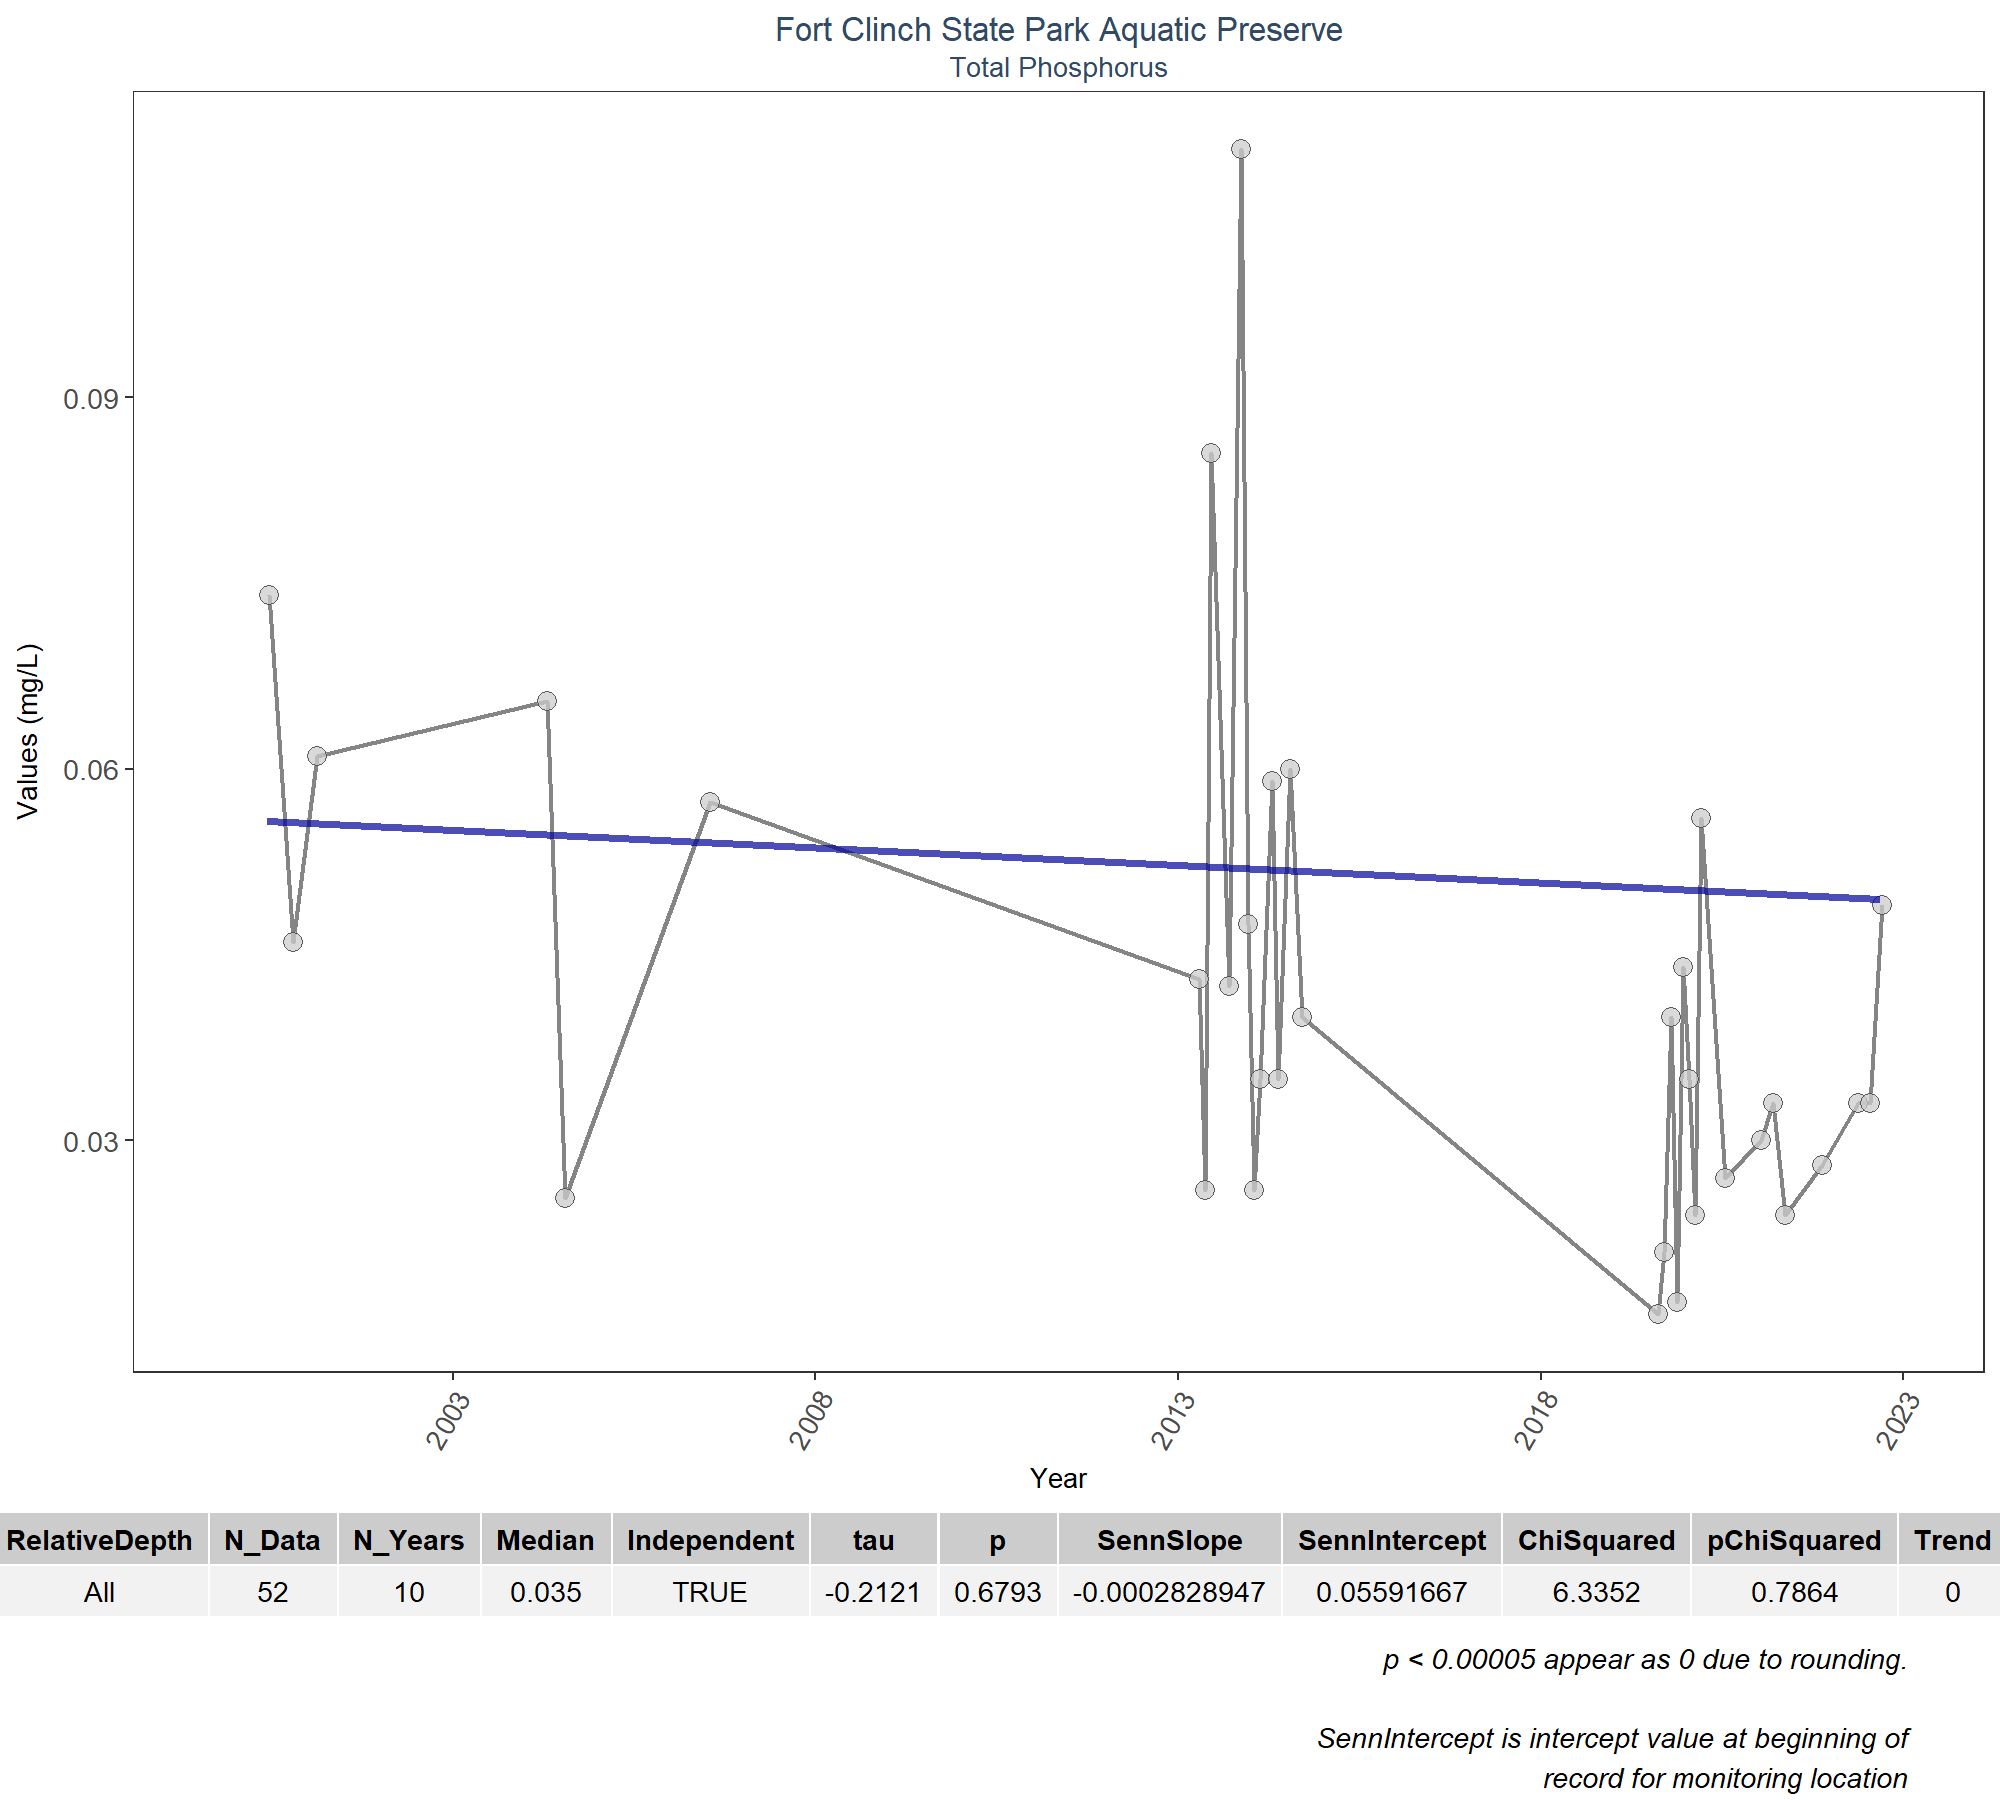 Fort Clinch State Park Aquatic Preserve
Total Phosphorus
Values (mg/L)
0.09
0.06
0.03
2003 2008 2013 2018 2023
Year
RelativeDepth N_Data N_Years Median Independent tau p SennSlope SennIntercept ChiSquared pChiSquared Trend
All 52 10 0.035 TRUE -0.2121 0.6793 -0.0002828947 0.05591667 6.3352 0.7864 0
p < 0.00005 appear as 0 due to rounding.
SennIntercept is intercept value at beginning of
record for monitoring location